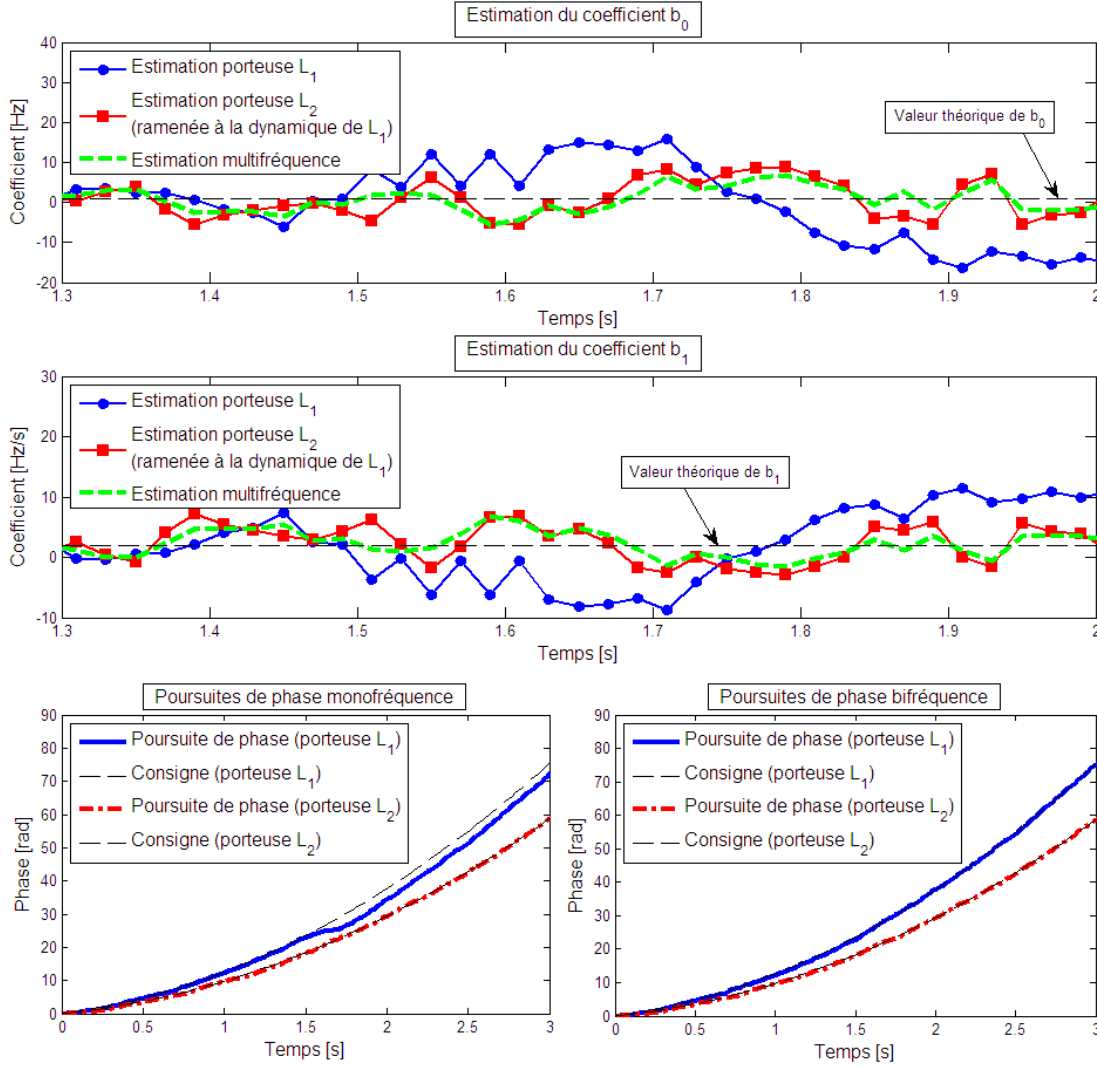 Estimation du coefficient b0
40
30
20
10
0
-10
-20
Coefficient [Hz]
Estimation porteuse L1
Estimation porteuse L2
(ramenée à la dynamique de L1)
Estimation multifréquence
Valeur théorique de b0
1.3 1.4 1.5 1.6 1.7 1.8 1.9 2
Temps [s]
Estimation du coefficient b1
30
20
10
0
-10
Coefficient [Hz/s]
Estimation porteuse L1
Estimation porteuse L2
(ramenée à la dynamique de L1)
Estimation multifréquence
Valeur théorique de b1
1.3 1.4 1.5 1.6 1.7 1.8 1.9 2
Temps [s]
Poursuites de phase monofréquence
90
80
70
60
50
40
30
20
10
0
Phase [rad]
Poursuite de phase (porteuse L1)
Consigne (porteuse L1)
Poursuite de phase (porteuse L2)
Consigne (porteuse L2)
0 0.5 1 1.5 2 2.5 3
Temps [s]
Poursuites de phase bifréquence
90
80
70
60
50
40
30
20
10
0
Phase [rad]
Poursuite de phase (porteuse L1)
Consigne (porteuse L1)
Poursuite de phase (porteuse L2)
Consigne (porteuse L2)
0 0.5 1 1.5 2 2.5 3
Temps [s]